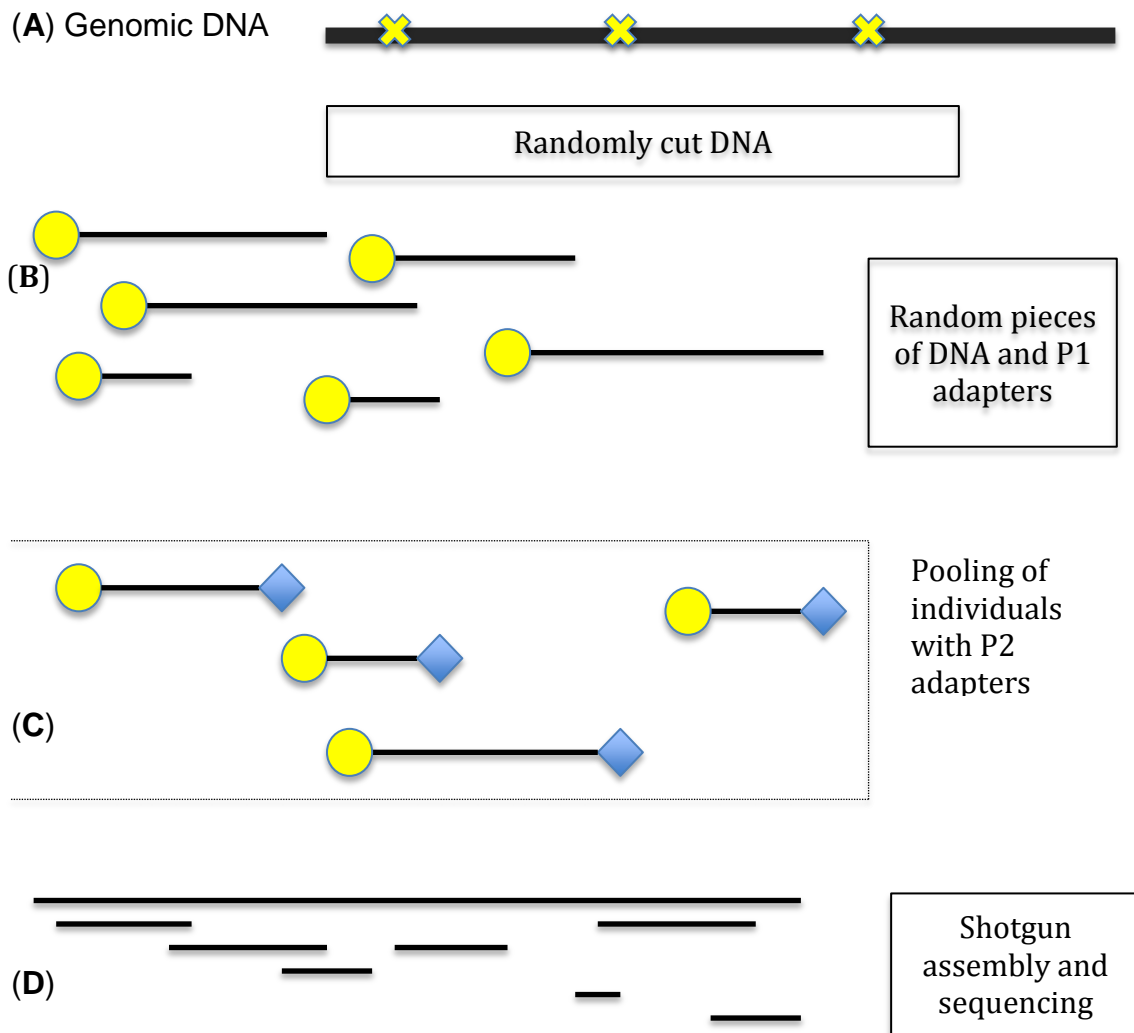 (A) Genomic DNA
Randomly cut DNA
(B)
Random pieces
of DNA and P1
adapters
Pooling of
individuals
with P2
adapters
(C)
Shotgun
assembly and
sequencing
(D)